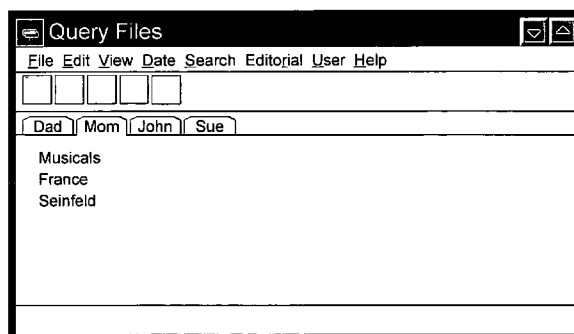 Query Files
File Edit View Date Search Editorial User Help
Dad Mom John Sue
Musicals
France
Seinfeld